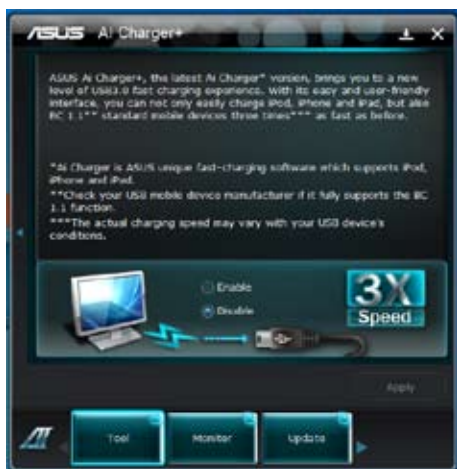 ASUS AI Charger+
ASUS Ai Charger+, the latest Ai Charger* version, brings you to a new
level of USB3.0 fast charging experience. With its easy and user-friendly
interface, you can not only easily charge iPod, iPhone and iPad, but also
BC 1.1** standard mobile devices three times*** as fast as before.
*Ai Charger is ASUS unique fast-charging software which supports iPod,
iPhone and iPad.
**Check your USB mobile device manufacturer if it fully supports the BC
1.1 function.
***The actual charging speed may vary with your USB device's
conditions.
Enable
Disable
3X
Speed
Apply
Tool
Monitor
Update